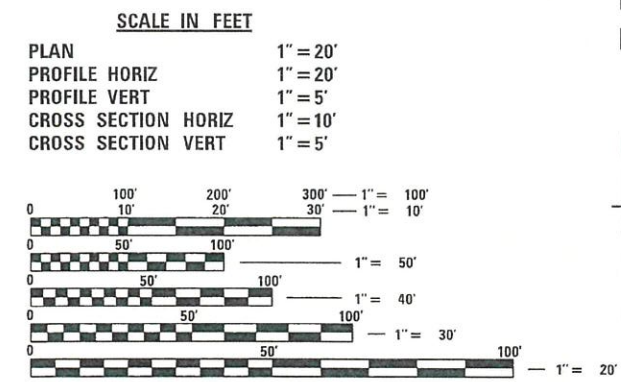 SCALE IN FEET
PLAN 1"=20'
PROFILE HORIZ 1"=20'
PROFILE VERT 1"=5'
CROSS SECTION HORIZ 1"=10'
CROSS SECTION VERT 1"=5'
100' 200' 300' 1"= 100'
0 10' 20' 30' 1"= 10'
0 50' 100'
1"= 50'
0 50' 100'
1"= 40'
0 50' 100'
1"= 30'
0 50' 100'
1"= 20'